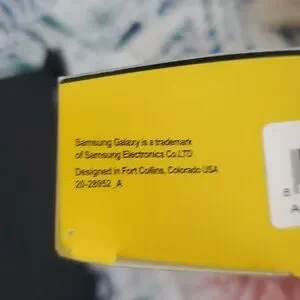 Samsung Galaxy is a trademark
of Samsung Electronics Co.LTD
Designed in Fort Collins, Colorado USA
20-28952_A